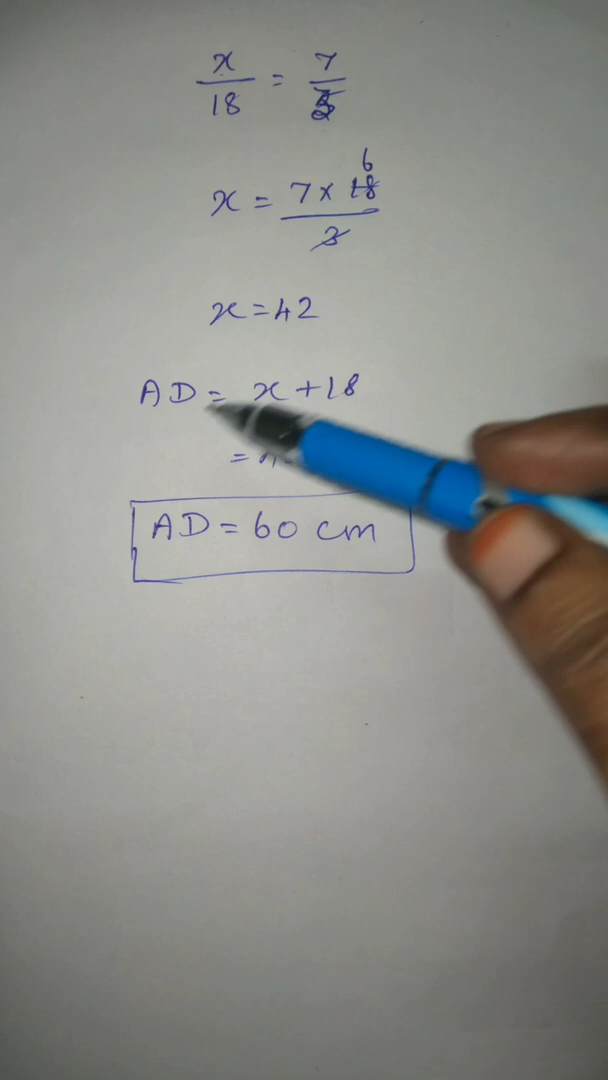 x/18 = 7/3
x = 7 × 18/3
6
x = 42
AD = x + 18
=
AD = 60 cm